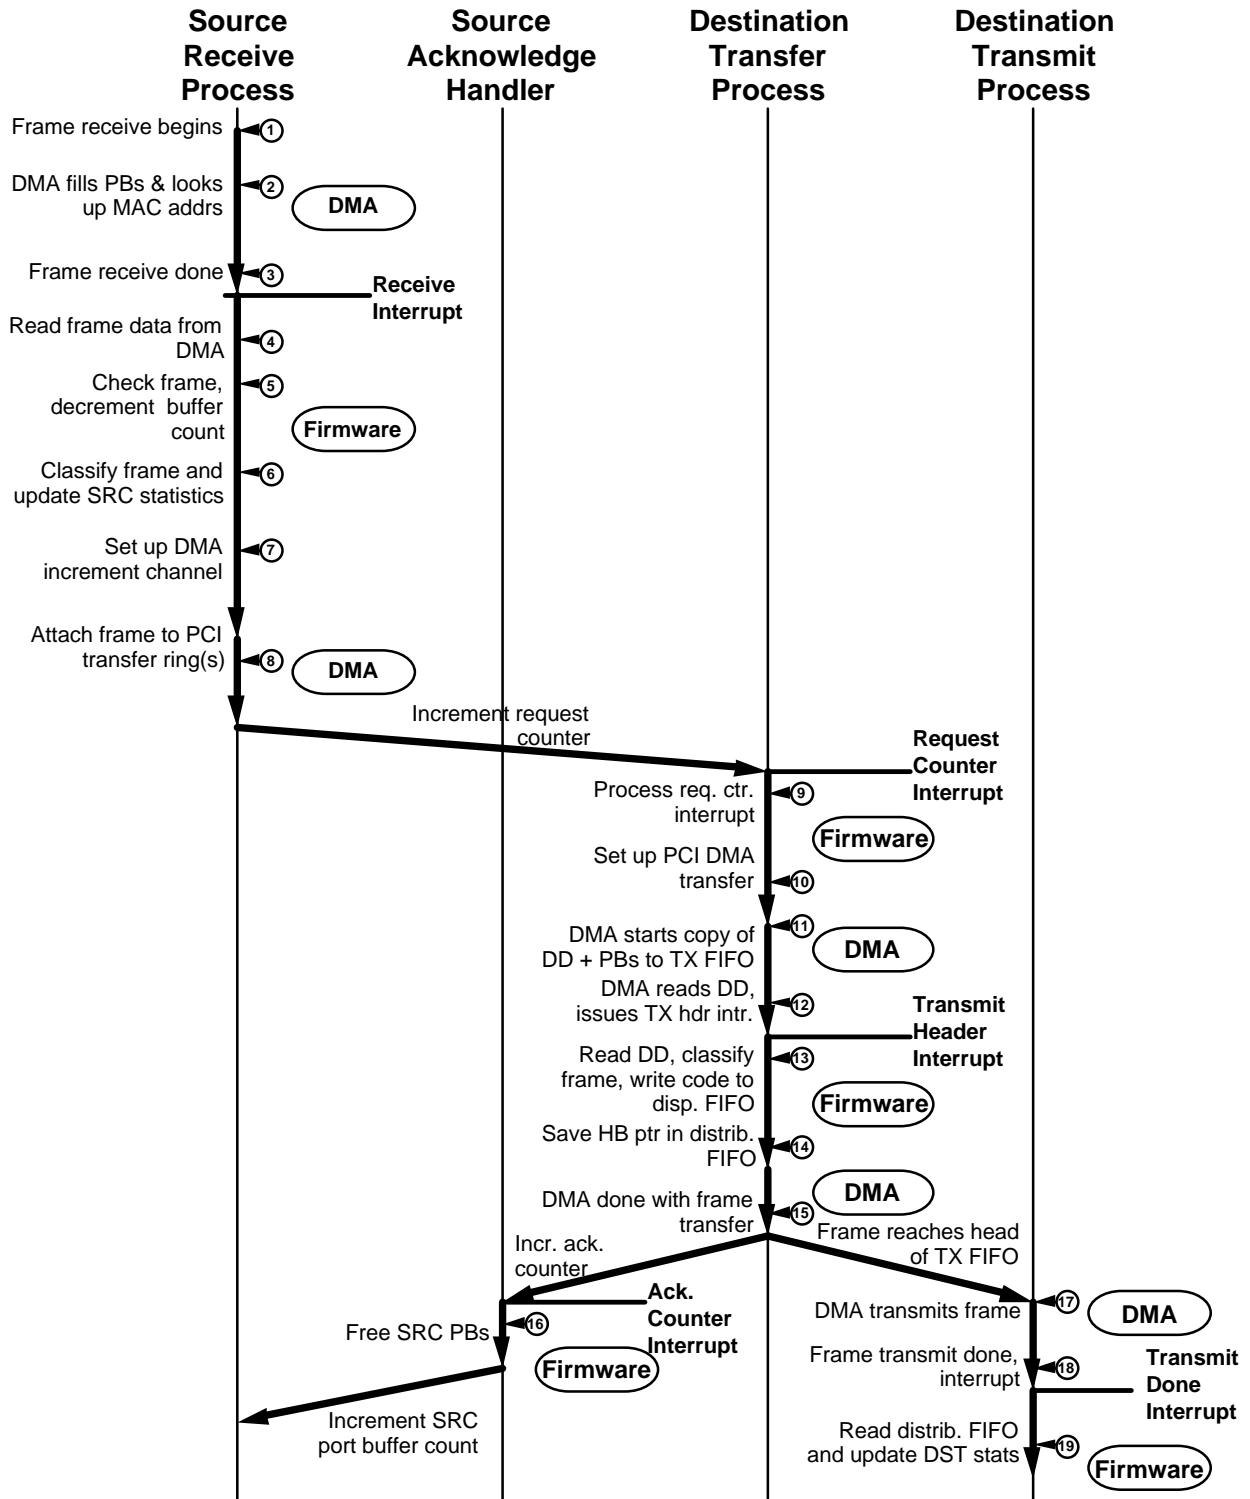 Source
Receive
Process
Source
Acknowledge
Handler
Destination
Transfer
Process
Destination
Transmit
Process
Frame receive begins
1
DMA fills PBs & looks
up MAC addrs
2
DMA
Frame receive done
3
Receive
Interrupt
Read frame data from
DMA
4
Check frame,
decrement buffer
count
5
Firmware
Classify frame and
update SRC statistics
6
Set up DMA
increment channel
7
Attach frame to PCI
transfer ring(s)
8
DMA
Increment request
counter
Request
Counter
Interrupt
Process req. ctr.
interrupt
9
Firmware
Set up PCI DMA
transfer
10
11
DMA starts copy of
DD + PBs to TX FIFO
DMA
DMA reads DD,
issues TX hdr intr.
12
Transmit
Header
Interrupt
Read DD, classify
frame, write code to
disp. FIFO
13
Firmware
Save HB ptr in distrib.
FIFO
14
DMA
DMA done with frame
transfer
15
Frame reaches head
of TX FIFO
Incr. ack.
counter
Ack.
Counter
Interrupt
Free SRC PBs
16
Firmware
DMA transmits frame
17
DMA
Frame transmit done,
interrupt
18
Transmit
Done
Interrupt
Increment SRC
port buffer count
Read distrib. FIFO
and update DST stats
19
Firmware